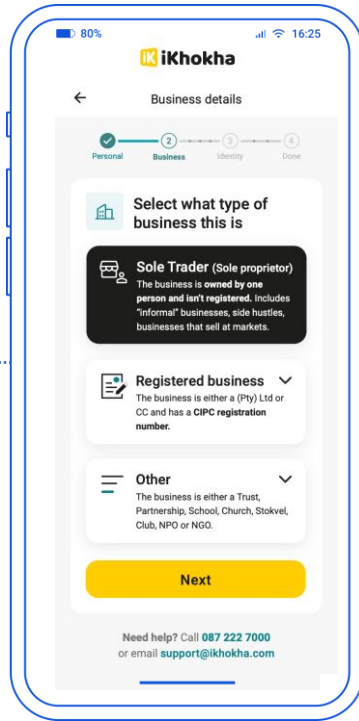 80% 16:25
iK iKhokha
Business details
2 3 4
Personal Business Identity Done
Select what type of
business this is
Sole Trader (Sole proprietor)
The business is owned by one
person and isn't registered. Includes
"informal" businesses, side hustles,
businesses that sell at markets.
Registered business
The business is either a (Pty) Ltd or
CC and has a CIPC registration
number.
Other
The business is either a Trust,
Partnership, School, Church, Stokvel,
Club, NPO or NGO.
Next
Need help? Call 087 222 7000
or email support@ikhokha.com